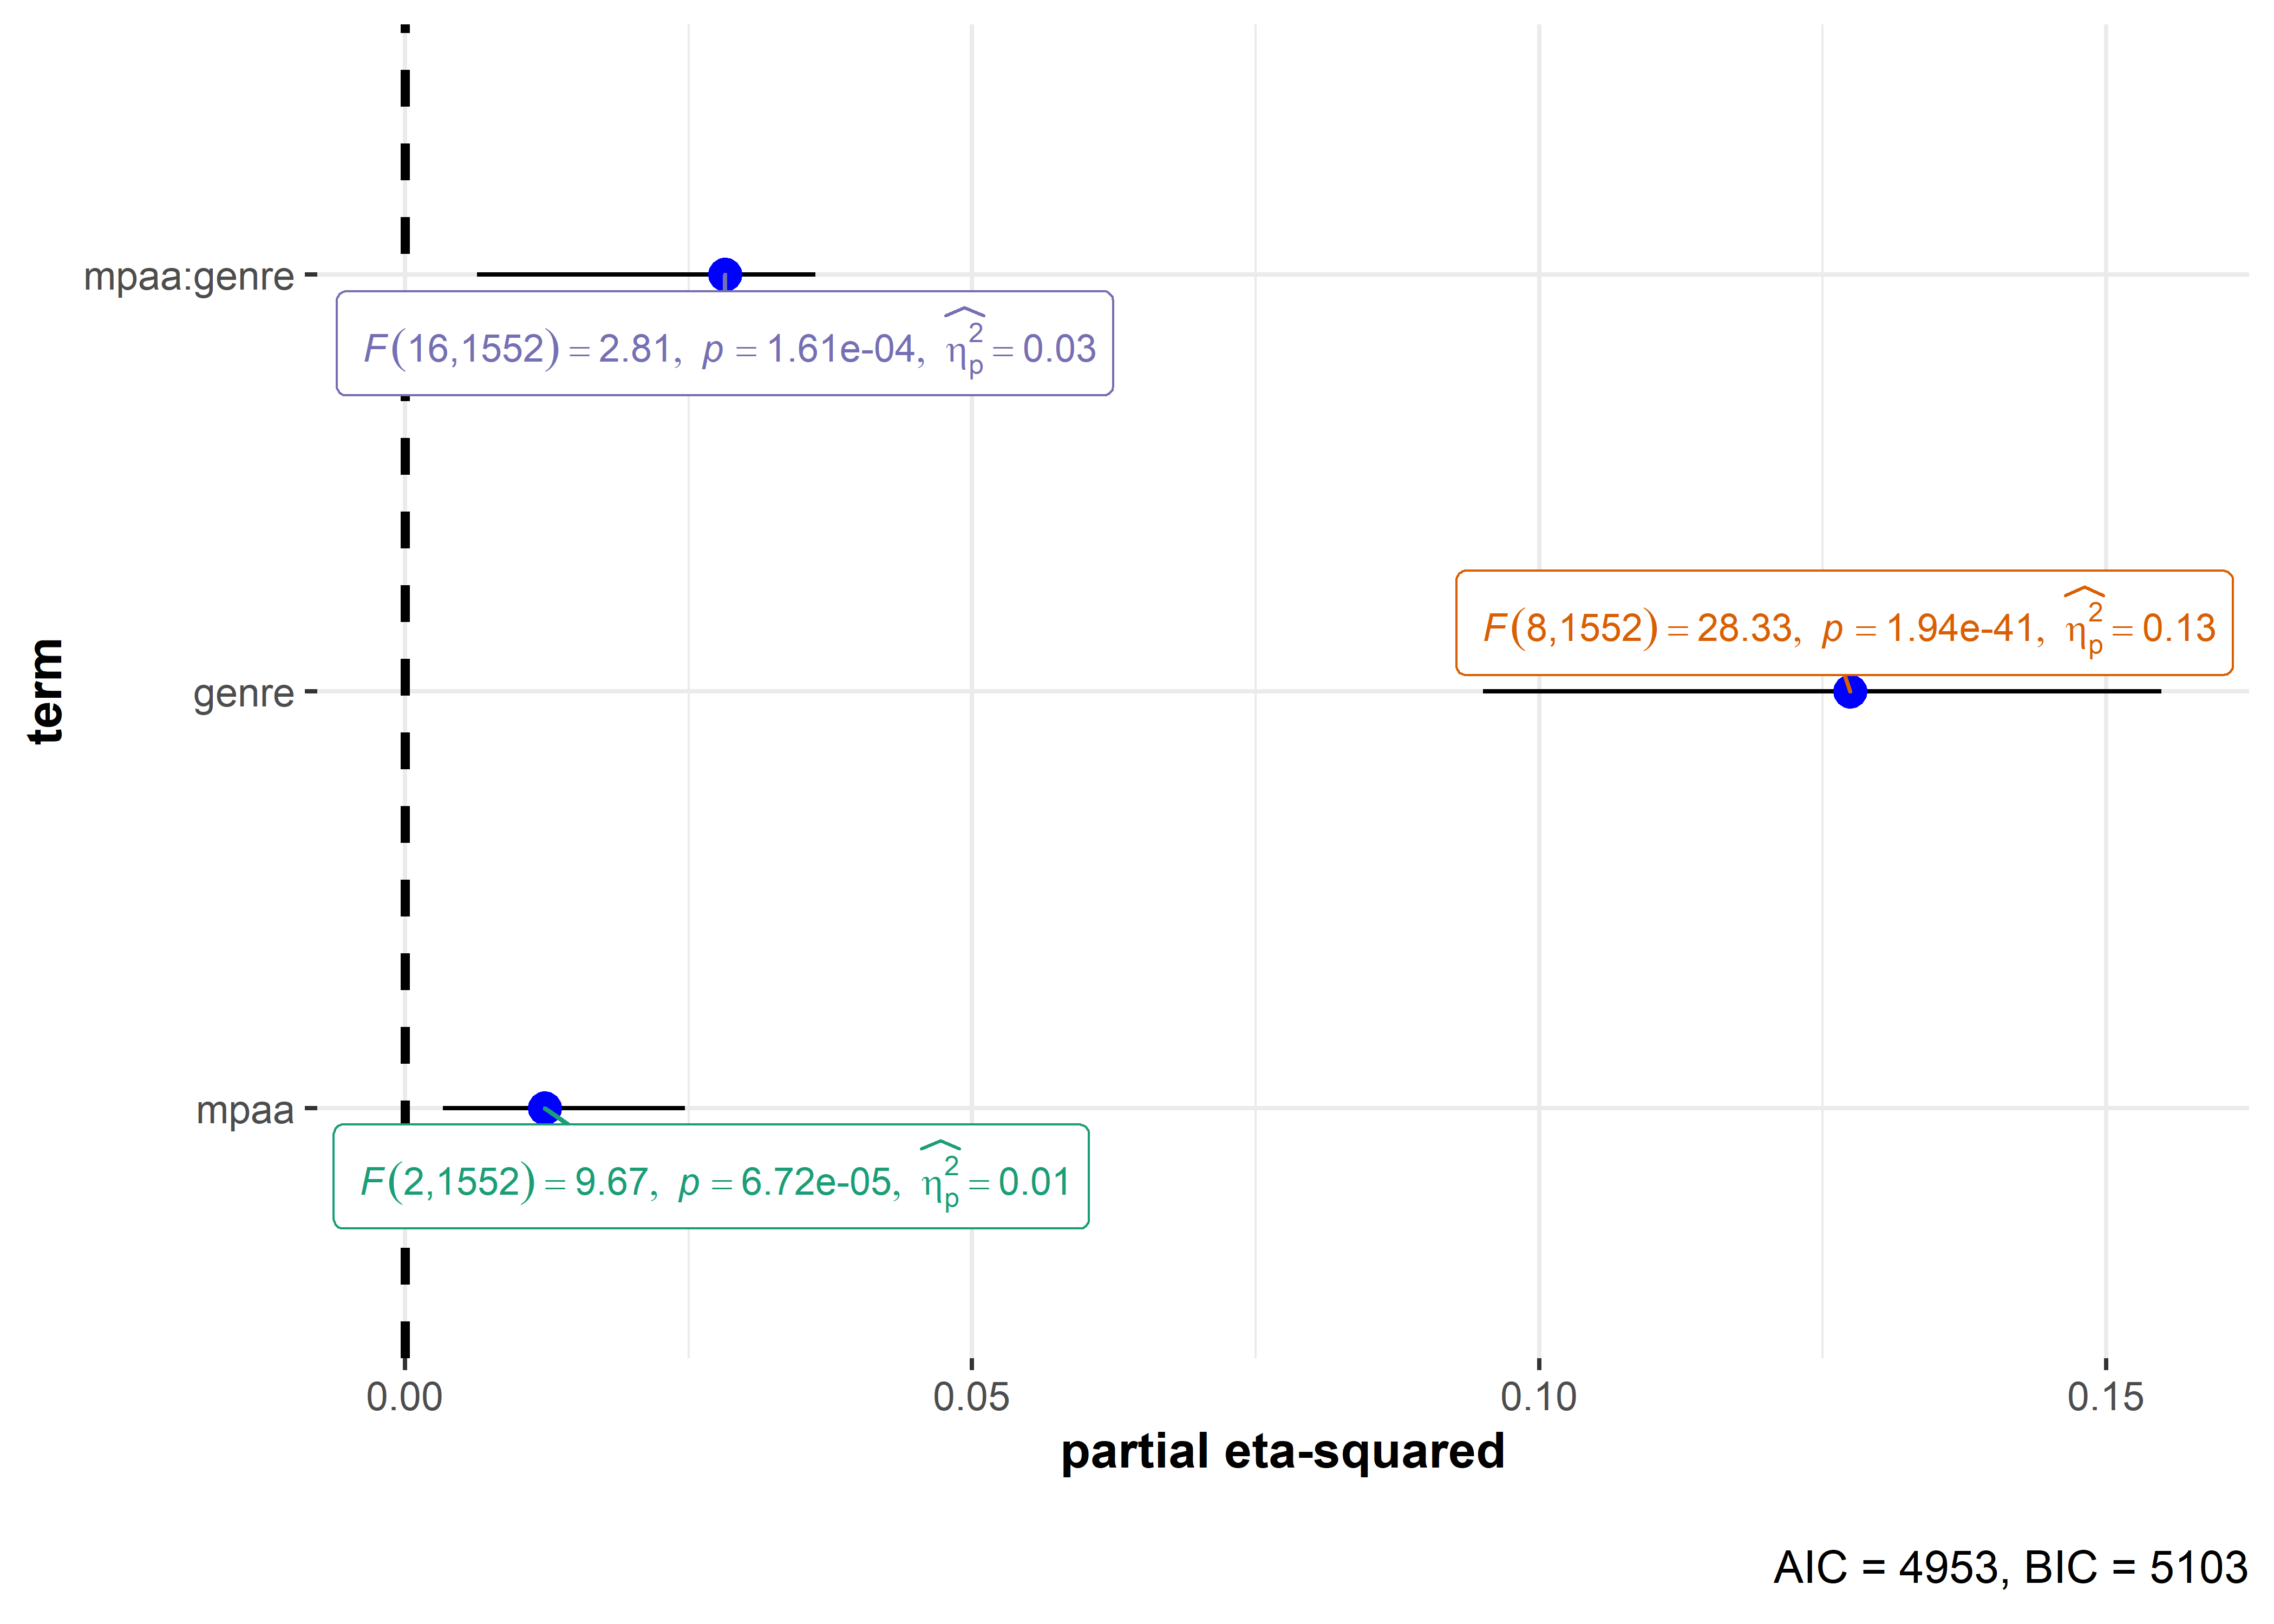 mpaa:genre
F(16,1552) = 2.81, p = 1.61e-04, η̂²ₚ = 0.03
F(8,1552) = 28.33, p = 1.94e-41, η̂²ₚ = 0.13
genre
term
mpaa
F(2,1552) = 9.67, p = 6.72e-05, η̂²ₚ = 0.01
0.00 0.05 0.10 0.15
partial eta-squared
AIC = 4953, BIC = 5103